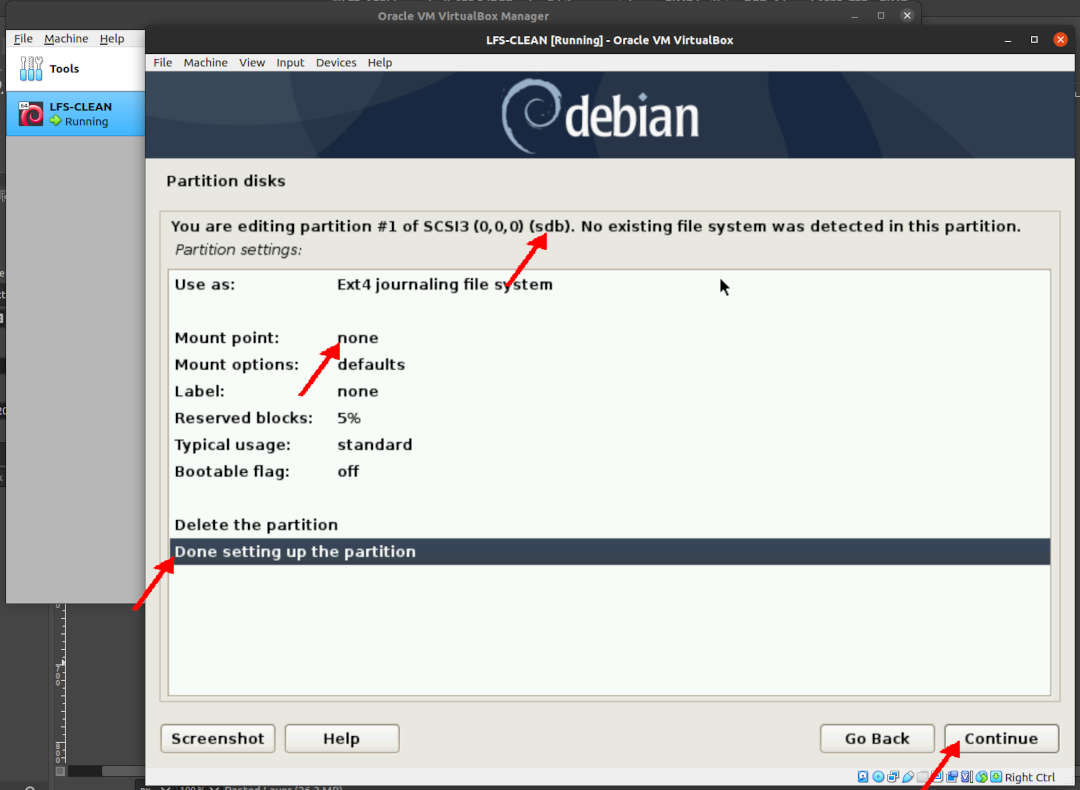 Oracle VM VirtualBox Manager
File Machine Help
LFS-CLEAN [Running] - Oracle VM VirtualBox
File Machine View Input Devices Help
Tools
LFS-CLEAN
Running
debian
Partition disks
You are editing partition #1 of SCSI3 (0,0,0) (sdb). No existing file system was detected in this partition.
Partition settings:
Use as: Ext4 journaling file system
Mount point: none
Mount options: defaults
Label: none
Reserved blocks: 5%
Typical usage: standard
Bootable flag: off
Delete the partition
Done setting up the partition
Screenshot Help Go Back Continue
Right Ctrl